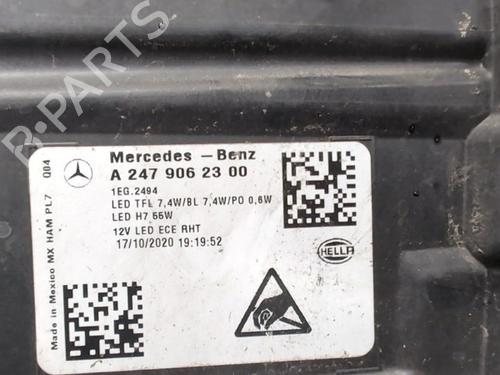 Mercedes-Benz
A 247 906 23 00
1EG.2494
LED TFL 7,4W/BL 7,4W/PO 0,6W
LED H7 55W
12V LED ECE RHT
17/10/2020 19:19:52
HELLA
Made in Mexico MX HAM PL7 004
B-PARTS